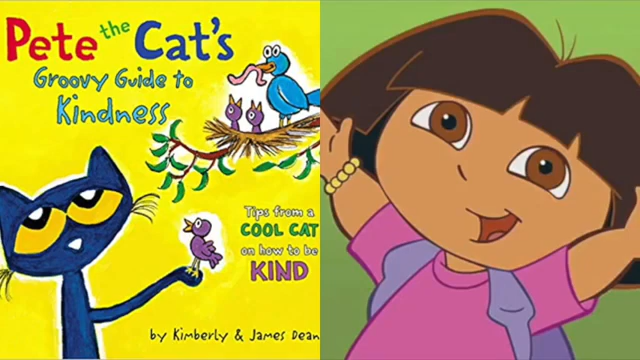 Pete the Cat's
Groovy Guide to
Kindness
Tips from a
COOL CAT
on how to be
KIND
by Kimberly & James Dean